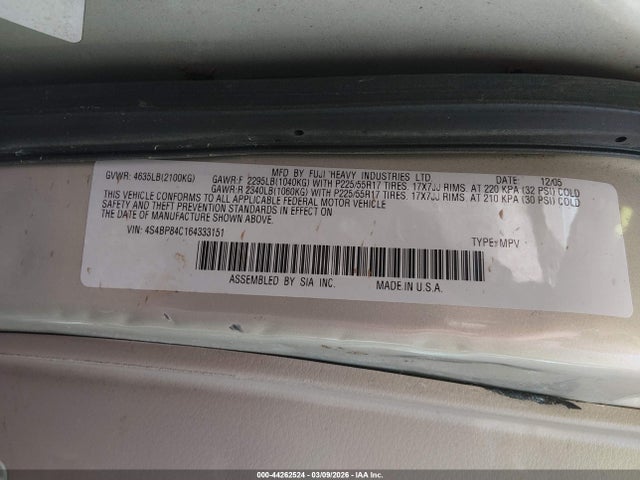 MFD BY FUJI HEAVY INDUSTRIES LTD. DATE: 12/05
GVWR: 4635LB(2100KG) GAWR:F 2295LB(1040KG) WITH P225/55R17 TIRES, 17X7JJ RIMS, AT 220 KPA (32 PSI) COLD
GAWR:R 2340LB(1060KG) WITH P225/55R17 TIRES, 17X7JJ RIMS, AT 210 KPA (30 PSI) COLD
THIS VEHICLE CONFORMS TO ALL APPLICABLE FEDERAL MOTOR VEHICLE
SAFETY AND THEFT PREVENTION STANDARDS IN EFFECT ON
THE DATE OF MANUFACTURE SHOWN ABOVE.
VIN: 4S4BP84C164333151 TYPE: MPV
ASSEMBLED BY SIA INC. MADE IN U.S.A.
000-44262524 | 03/09/2026 | IAA Inc.